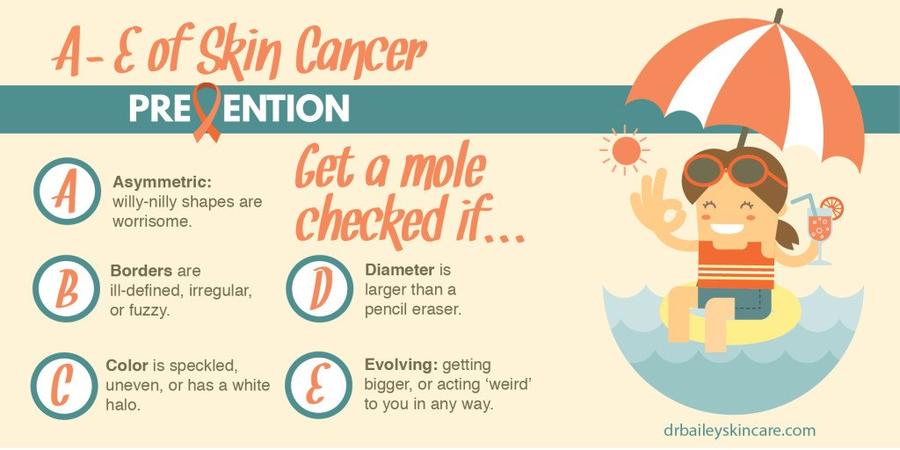 A - E of Skin Cancer
PREVENTION
Get a mole
checked if...
A
Asymmetric:
willy-nilly shapes are
worrisome.
B
Borders are
ill-defined, irregular,
or fuzzy.
C
Color is speckled,
uneven, or has a white
halo.
D
Diameter is
larger than a
pencil eraser.
E
Evolving: getting
bigger, or acting ‘weird’
to you in any way.
drbaileyskincare.com